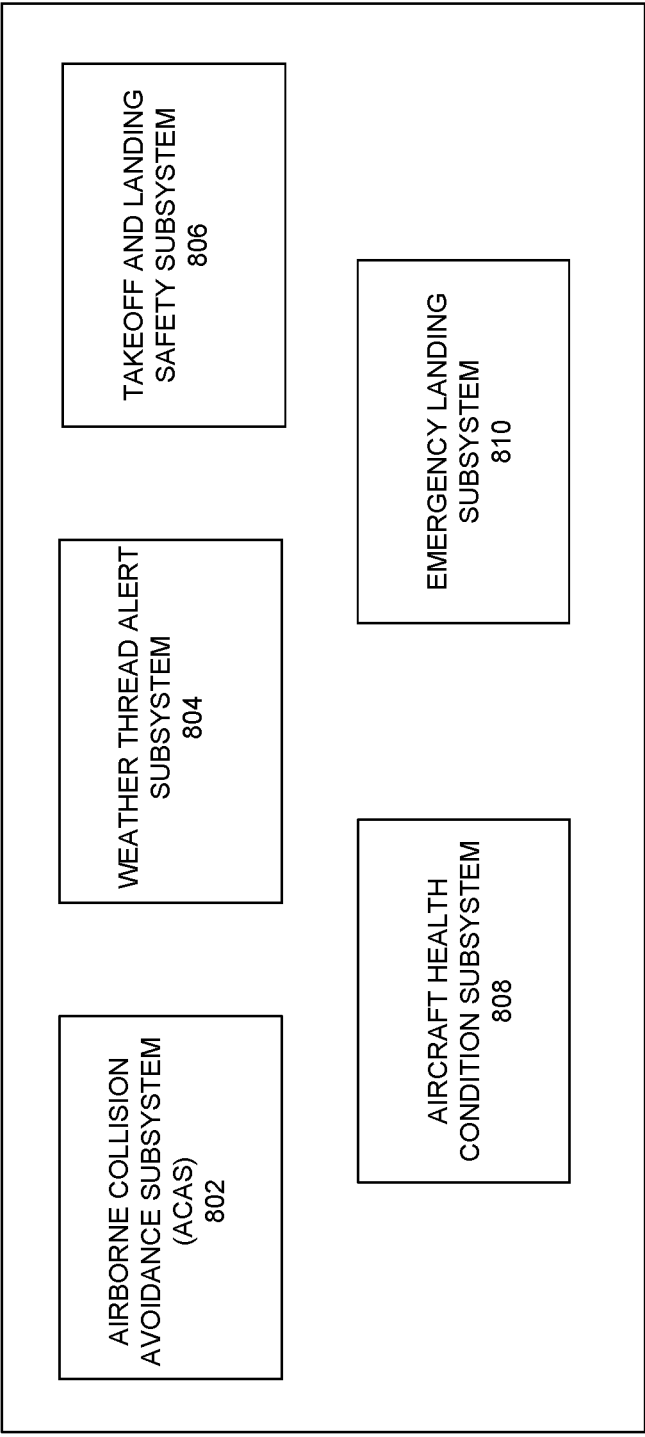 AIRBORNE COLLISION
AVOIDANCE SUBSYSTEM
(ACAS)
802
WEATHER THREAD ALERT
SUBSYSTEM
804
TAKEOFF AND LANDING
SAFETY SUBSYSTEM
806
AIRCRAFT HEALTH
CONDITION SUBSYSTEM
808
EMERGENCY LANDING
SUBSYSTEM
810